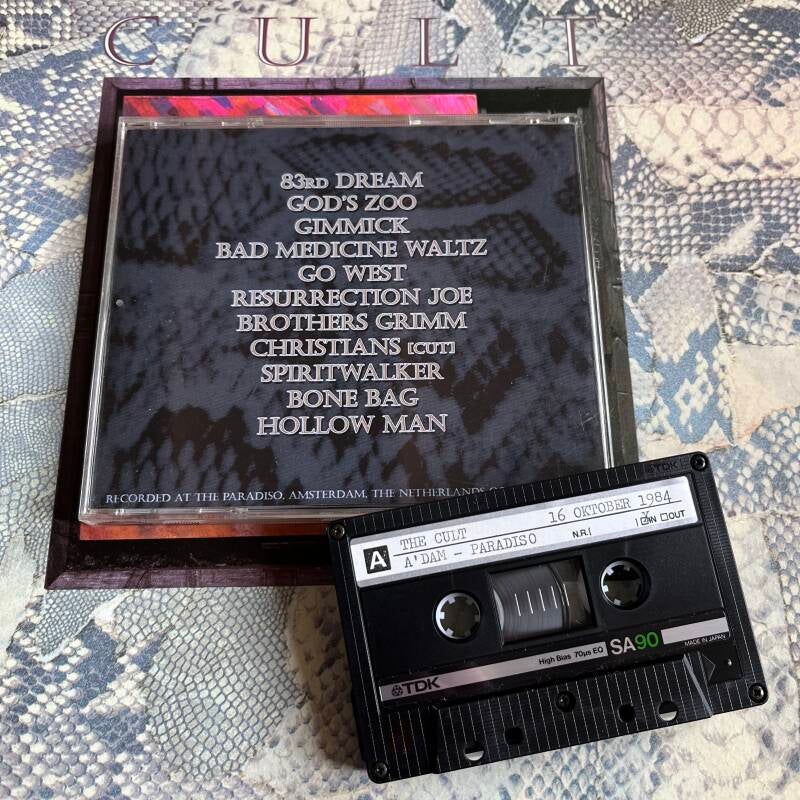 CULT
83RD DREAM
GOD'S ZOO
GIMMICK
BAD MEDICINE WALTZ
GO WEST
RESURRECTION JOE
BROTHERS GRIMM
CHRISTIANS [CUT]
SPIRITWALKER
BONE BAG
HOLLOW MAN
RECORDED AT THE PARADISO, AMSTERDAM, THE NETHERLANDS
TDK
A THE CULT 16 OKTOBER 1984
A'DAM - PARADISO N.R.[ ] IN OUT
High Bias 70μs EQ SA90 MADE IN JAPAN
TDK